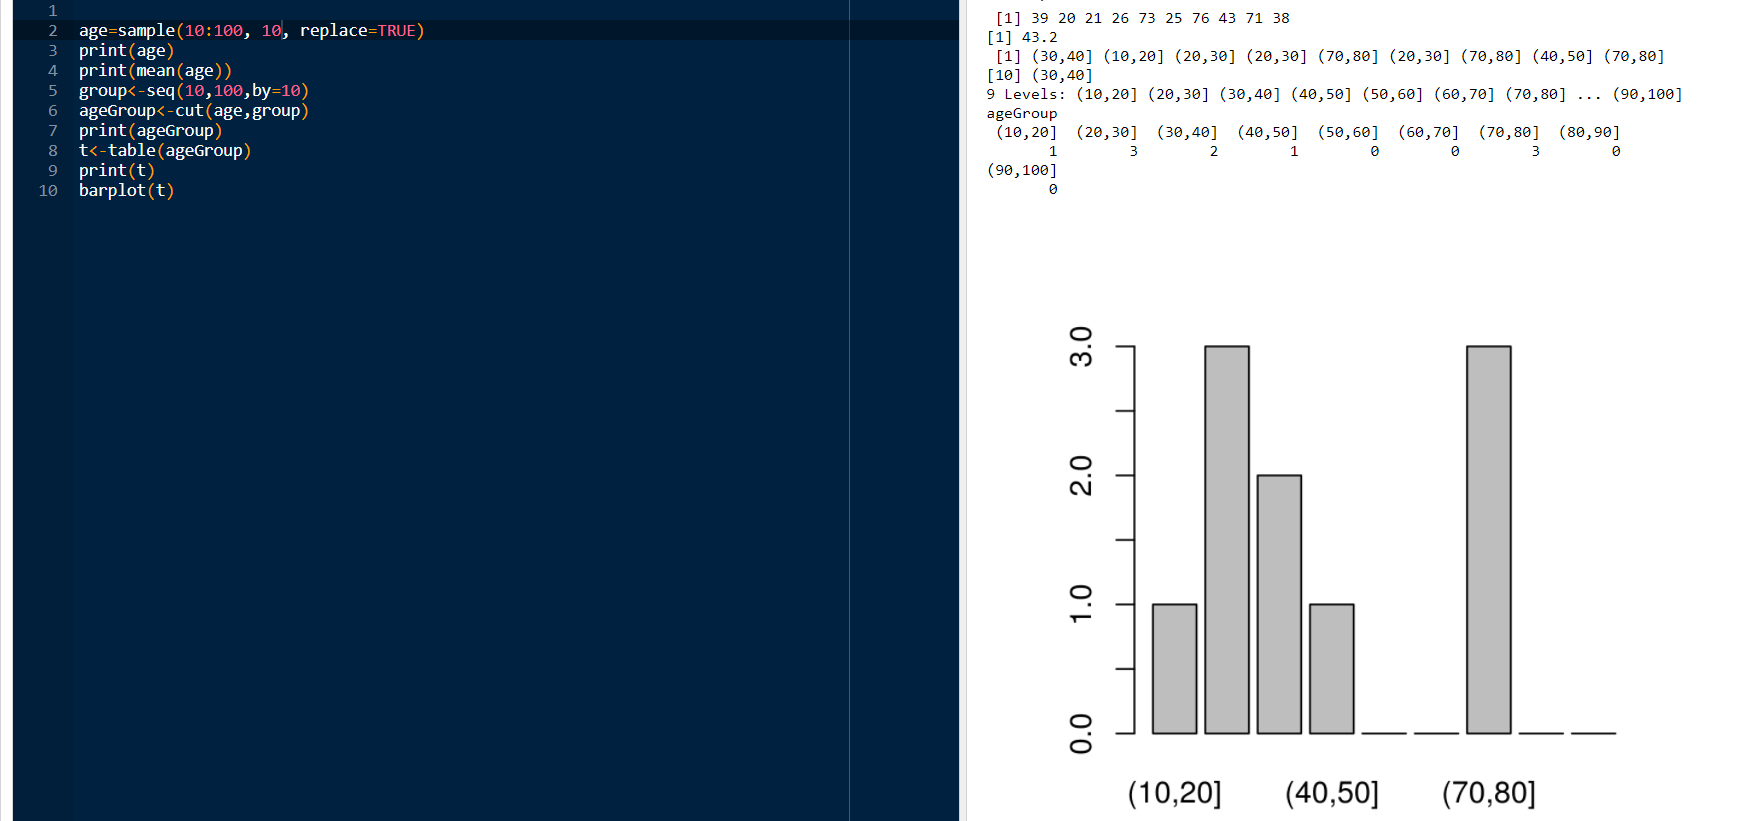 1
2 age=sample(10:100, 10, replace=TRUE)
3 print(age)
4 print(mean(age))
5 group<-seq(10,100,by=10)
6 ageGroup<-cut(age,group)
7 print(ageGroup)
8 t<-table(ageGroup)
9 print(t)
10 barplot(t)
[1] 39 20 21 26 73 25 76 43 71 38
[1] 43.2
[1] (30,40] (10,20] (20,30] (20,30] (70,80] (20,30] (70,80] (40,50] (70,80]
[10] (30,40]
9 Levels: (10,20] (20,30] (30,40] (40,50] (50,60] (60,70] (70,80] ... (90,100]
ageGroup
(10,20] (20,30] (30,40] (40,50] (50,60] (60,70] (70,80] (80,90]
1 3 2 1 0 0 3 0
(90,100]
0
3.0
2.0
1.0
0.0
(10,20] (40,50] (70,80]